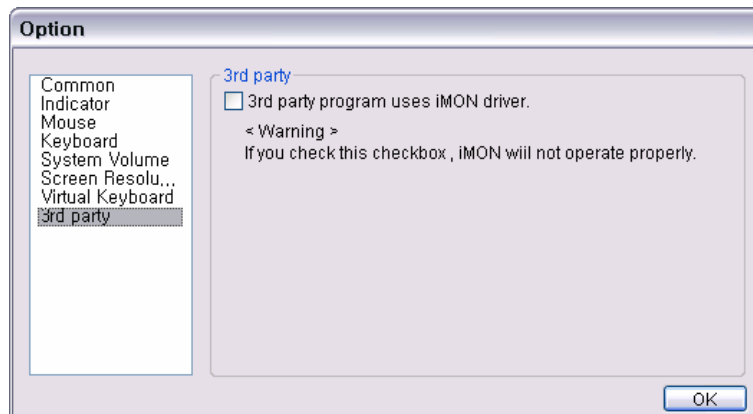 Option
Common
Indicator
Mouse
Keyboard
System Volume
Screen Resolu,,,
Virtual Keyboard
3rd party
3rd party
3rd party program uses iMON driver.
< Warning >
If you check this checkbox , iMON wiil not operate properly.
OK